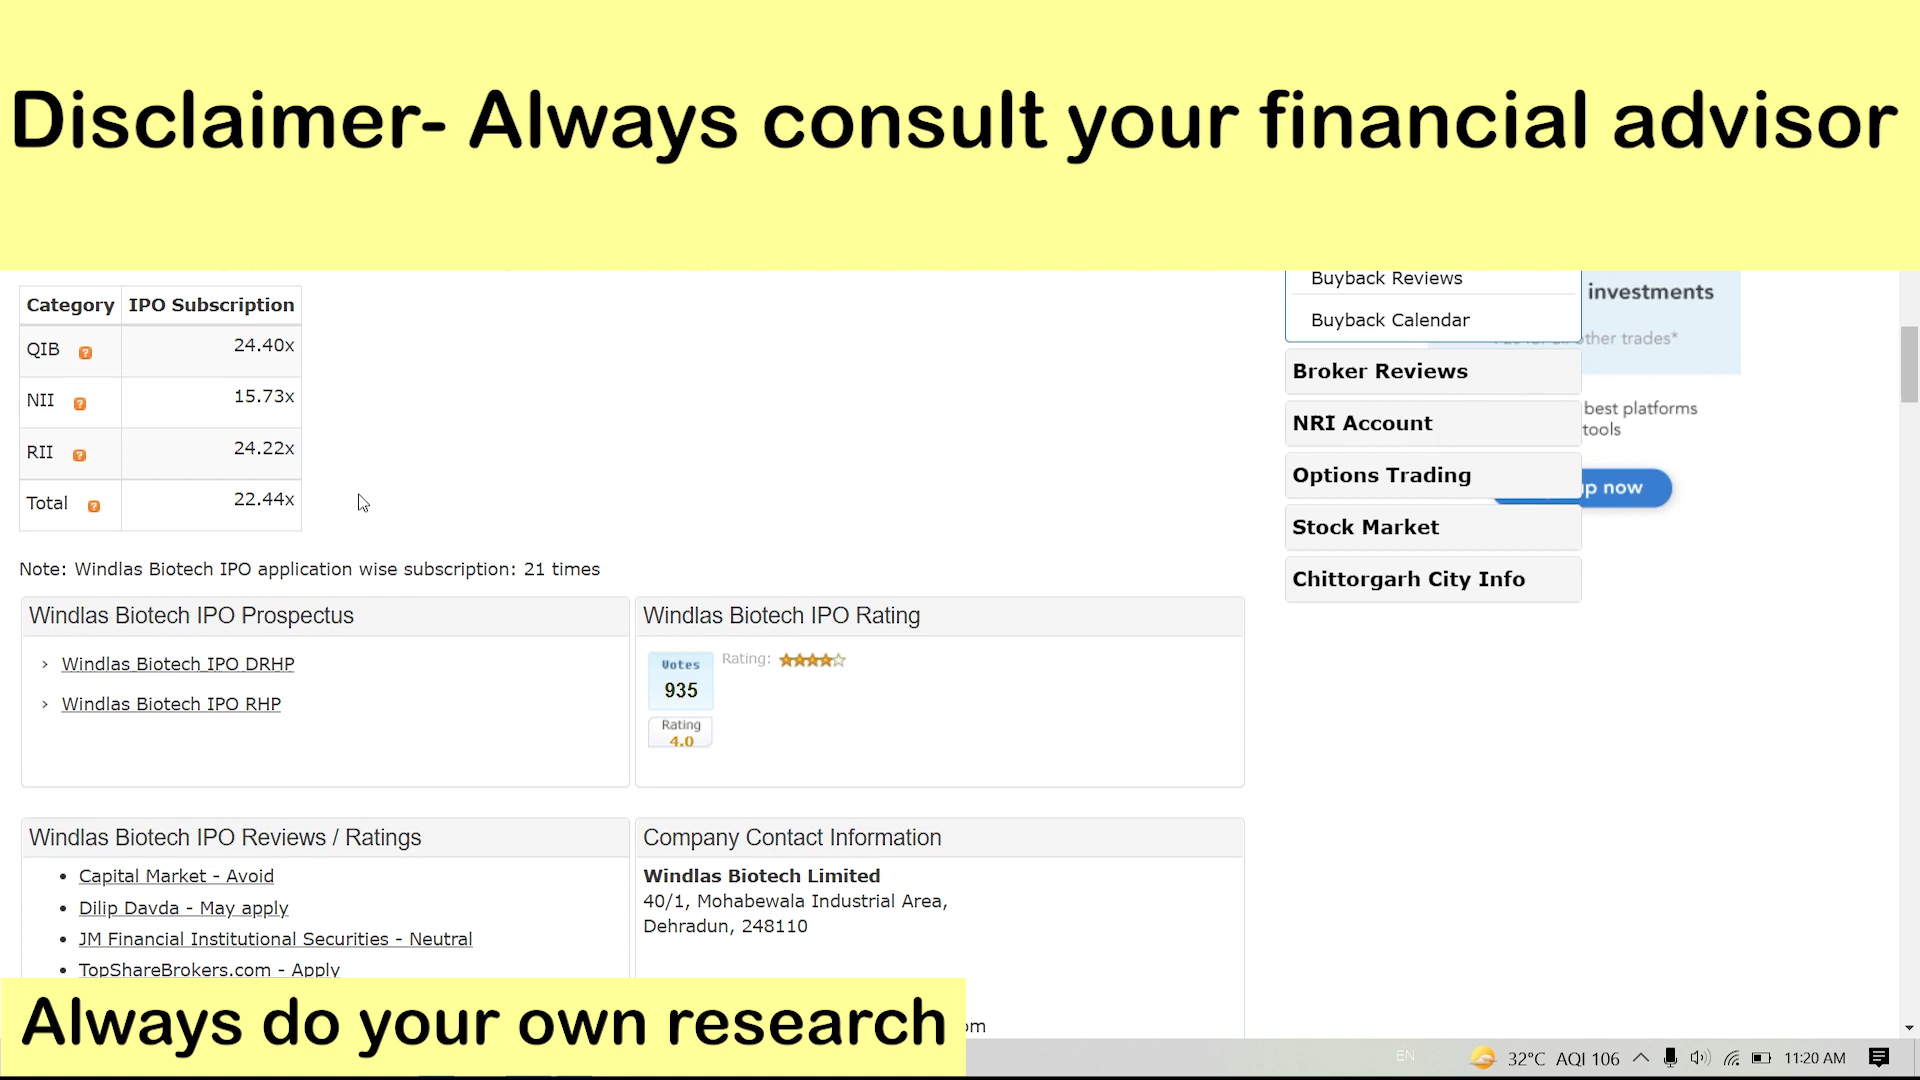 Disclaimer- Always consult your financial advisor
Category IPO Subscription
QIB ? 24.40x
NII ? 15.73x
RII ? 24.22x
Total ? 22.44x
Note: Windlas Biotech IPO application wise subscription: 21 times
Windlas Biotech IPO Prospectus
› Windlas Biotech IPO DRHP
› Windlas Biotech IPO RHP
Windlas Biotech IPO Rating
Votes
935
Rating
4.0
Rating:
Windlas Biotech IPO Reviews / Ratings
• Capital Market - Avoid
• Dilip Davda - May apply
• JM Financial Institutional Securities - Neutral
• TopShareBrokers.com - Apply
Company Contact Information
Windlas Biotech Limited
40/1, Mohabewala Industrial Area,
Dehradun, 248110
Buyback Reviews
Buyback Calendar
Broker Reviews
NRI Account
Options Trading
Stock Market
Chittorgarh City Info
investments
other trades*
best platforms
tools
up now
Always do your own research
EN 32°C AQI 106 11:20 AM